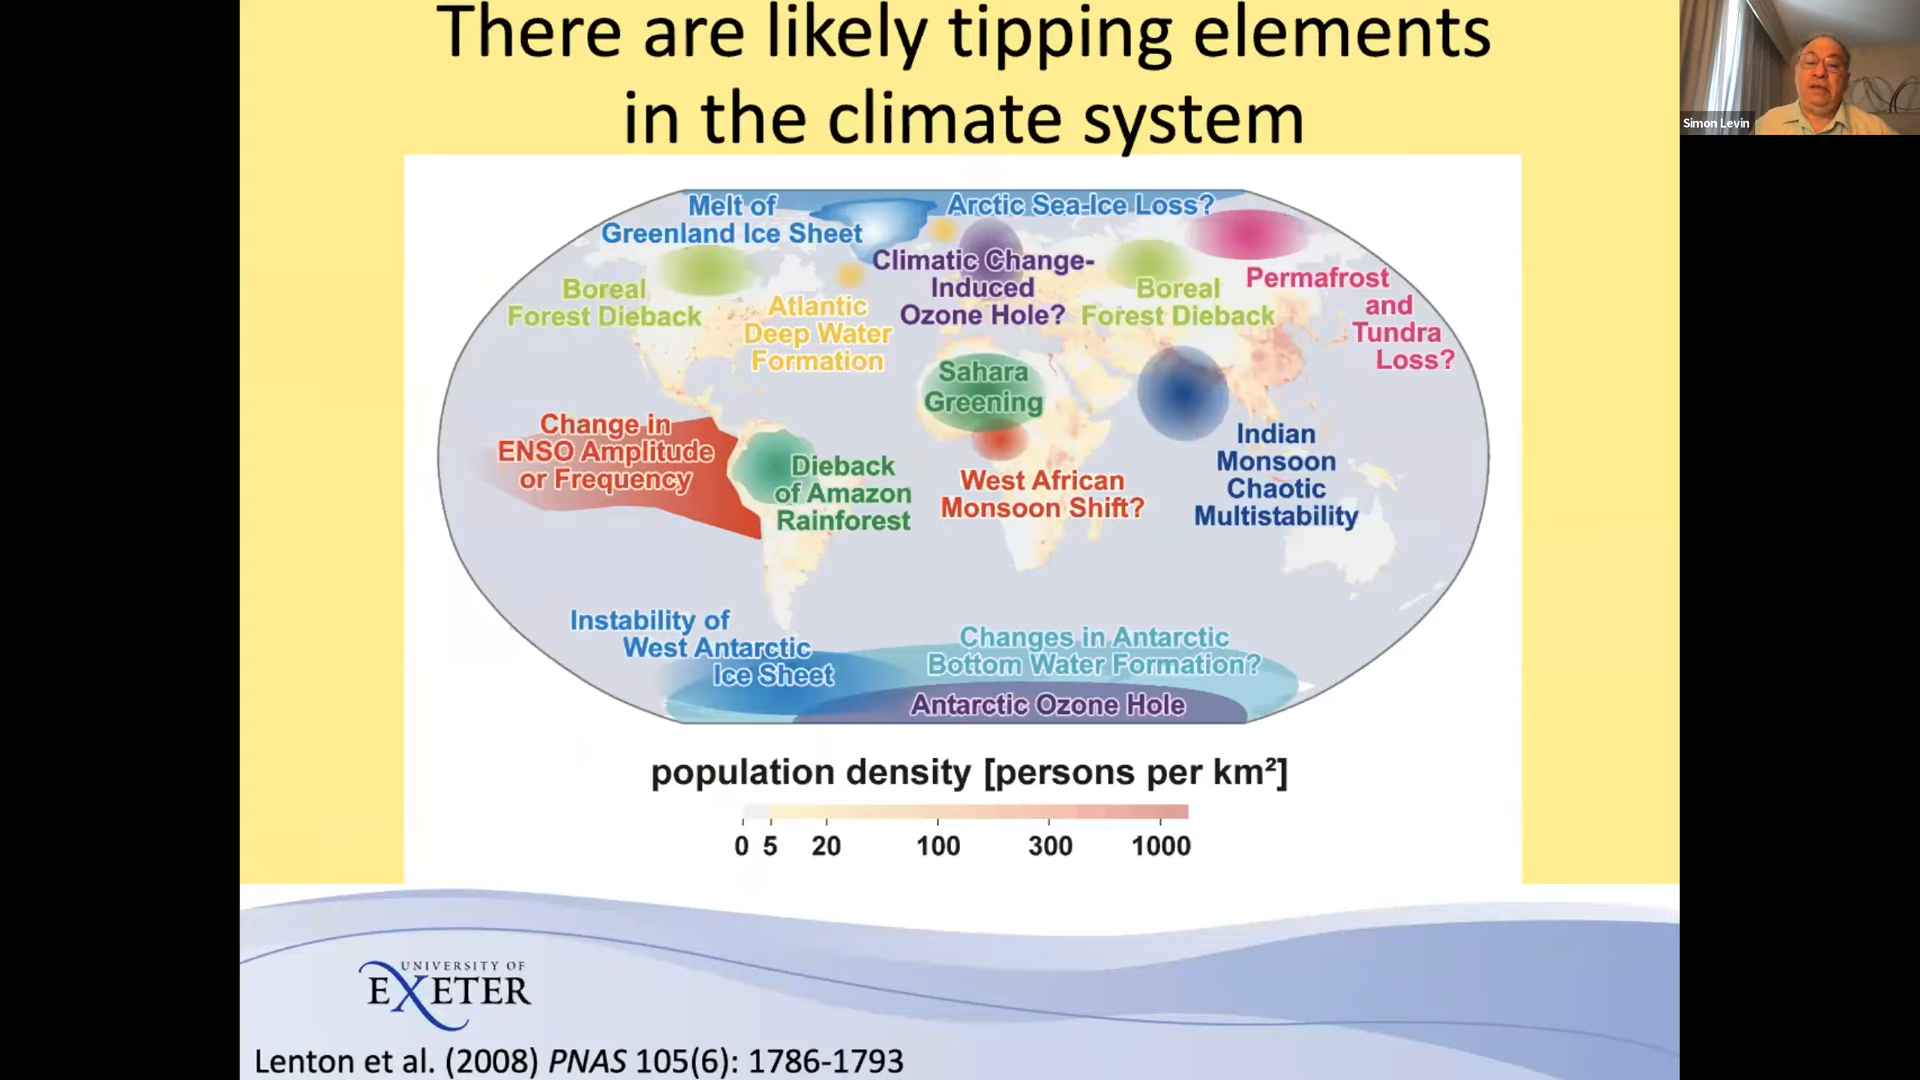 There are likely tipping elements
in the climate system
Simon Levin
Melt of
Greenland Ice Sheet
Arctic Sea-Ice Loss?
Climatic Change-
Induced
Ozone Hole?
Boreal
Forest Dieback
Atlantic
Deep Water
Formation
Boreal
Forest Dieback
Permafrost
and
Tundra
Loss?
Sahara
Greening
Change in
ENSO Amplitude
or Frequency
Dieback
of Amazon
Rainforest
West African
Monsoon Shift?
Indian
Monsoon
Chaotic
Multistability
Instability of
West Antarctic
Ice Sheet
Changes in Antarctic
Bottom Water Formation?
Antarctic Ozone Hole
population density [persons per km²]
0 5 20 100 300 1000
UNIVERSITY OF
EXETER
Lenton et al. (2008) PNAS 105(6): 1786-1793